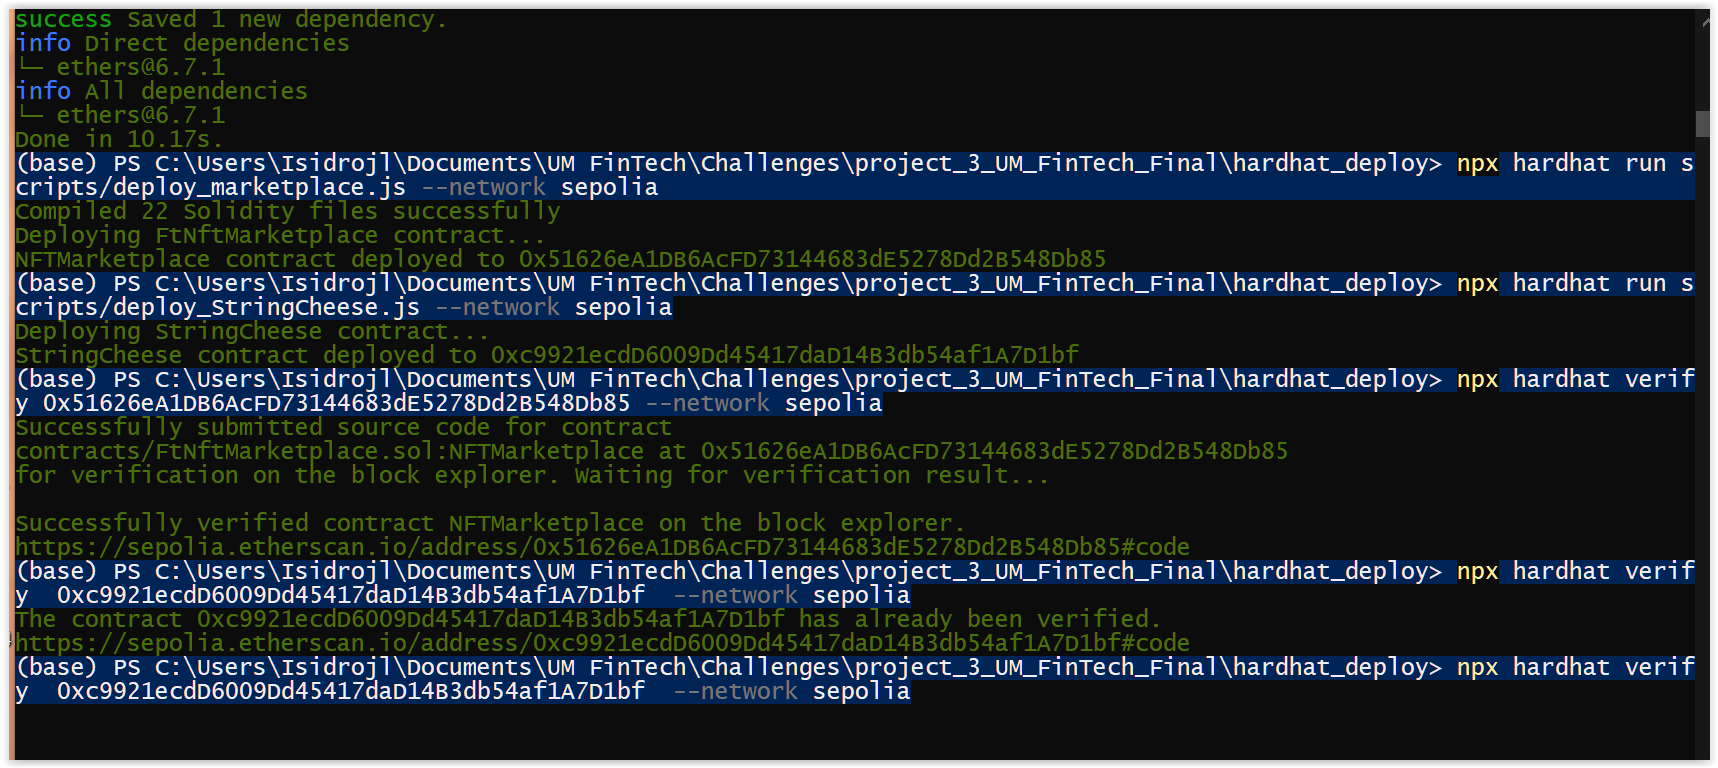 success Saved 1 new dependency.
info Direct dependencies
└─ ethers@6.7.1
info All dependencies
└─ ethers@6.7.1
Done in 10.17s.
(base) PS C:\Users\Isidrojl\Documents\UM FinTech\Challenges\project_3_UM_FinTech_Final\hardhat_deploy> npx hardhat run s
cripts/deploy_marketplace.js --network sepolia
Compiled 22 Solidity files successfully
Deploying FtNftMarketplace contract...
NFTMarketplace contract deployed to 0x51626eA1DB6AcFD73144683dE5278Dd2B548Db85
(base) PS C:\Users\Isidrojl\Documents\UM FinTech\Challenges\project_3_UM_FinTech_Final\hardhat_deploy> npx hardhat run s
cripts/deploy_StringCheese.js --network sepolia
Deploying StringCheese contract...
StringCheese contract deployed to 0xc9921ecdD6009Dd45417daD14B3db54af1A7D1bf
(base) PS C:\Users\Isidrojl\Documents\UM FinTech\Challenges\project_3_UM_FinTech_Final\hardhat_deploy> npx hardhat verif
y 0x51626eA1DB6AcFD73144683dE5278Dd2B548Db85 --network sepolia
Successfully submitted source code for contract
contracts/FtNftMarketplace.sol:NFTMarketplace at 0x51626eA1DB6AcFD73144683dE5278Dd2B548Db85
for verification on the block explorer. Waiting for verification result...
Successfully verified contract NFTMarketplace on the block explorer.
https://sepolia.etherscan.io/address/0x51626eA1DB6AcFD73144683dE5278Dd2B548Db85#code
(base) PS C:\Users\Isidrojl\Documents\UM FinTech\Challenges\project_3_UM_FinTech_Final\hardhat_deploy> npx hardhat verif
y  0xc9921ecdD6009Dd45417daD14B3db54af1A7D1bf  --network sepolia
The contract 0xc9921ecdD6009Dd45417daD14B3db54af1A7D1bf has already been verified.
https://sepolia.etherscan.io/address/0xc9921ecdD6009Dd45417daD14B3db54af1A7D1bf#code
(base) PS C:\Users\Isidrojl\Documents\UM FinTech\Challenges\project_3_UM_FinTech_Final\hardhat_deploy> npx hardhat verif
y  0xc9921ecdD6009Dd45417daD14B3db54af1A7D1bf  --network sepolia